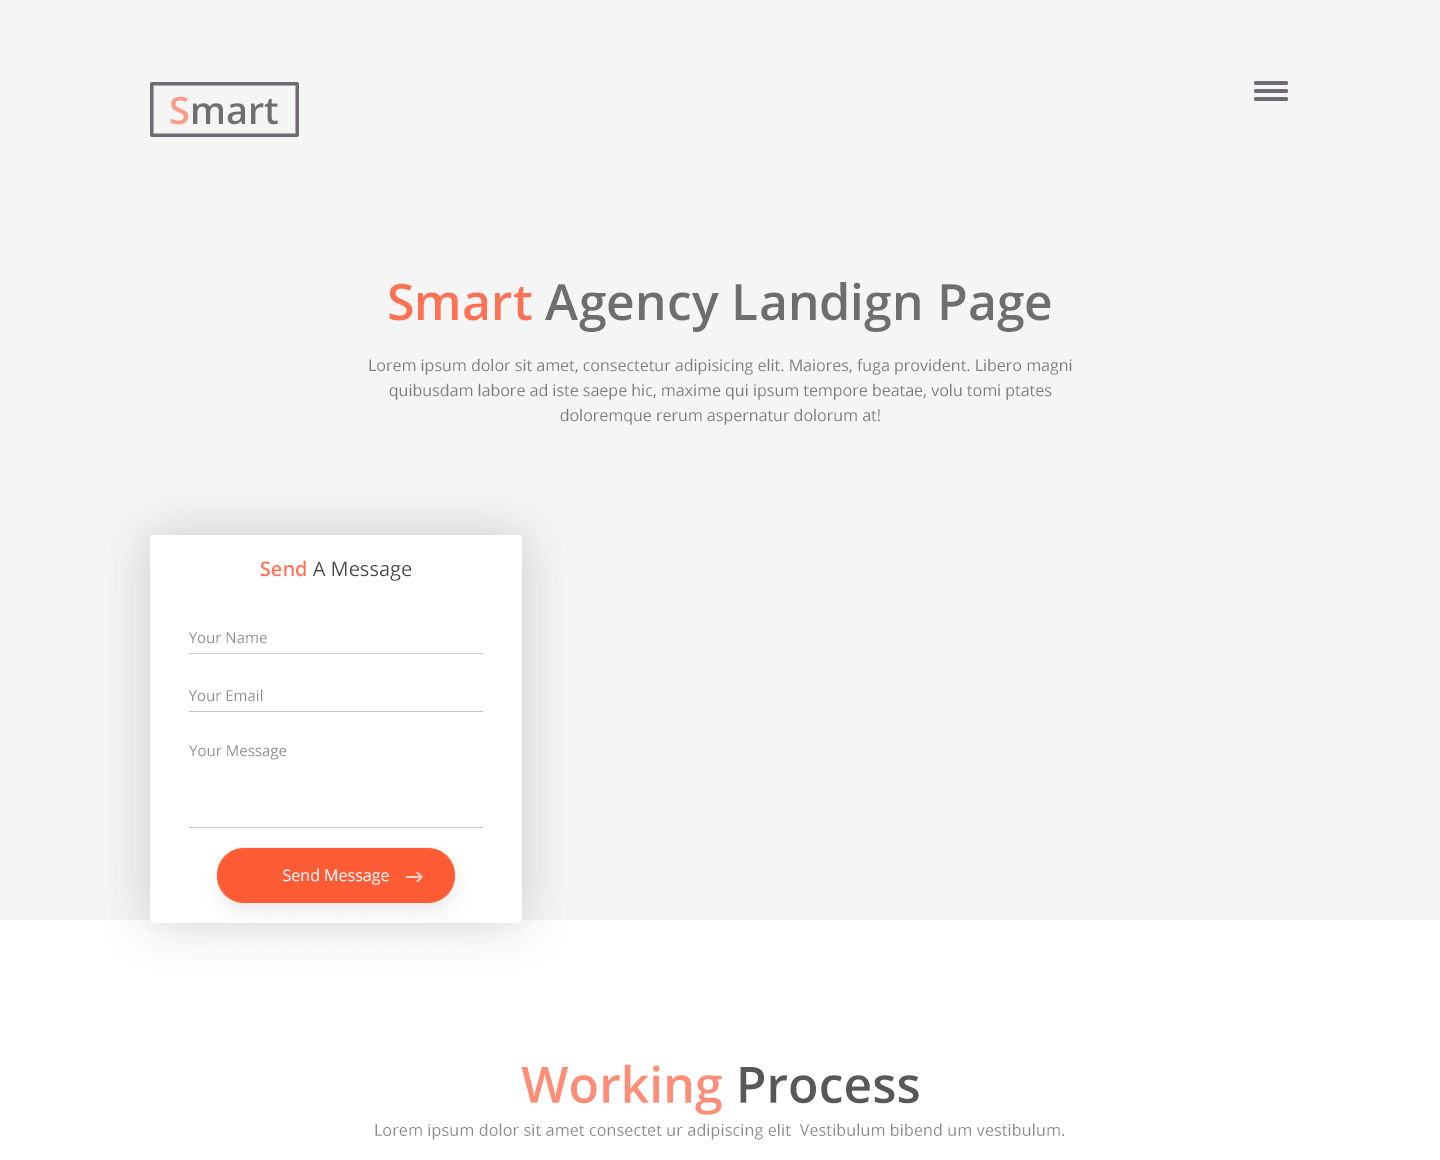 Smart
Smart Agency Landign Page
Lorem ipsum dolor sit amet, consectetur adipisicing elit. Maiores, fuga provident. Libero magni
quibusdam labore ad iste saepe hic, maxime qui ipsum tempore beatae, volu tomi ptates
doloremque rerum aspernatur dolorum at!
Send A Message
Your Name
Your Email
Your Message
Send Message
Working Process
Lorem ipsum dolor sit amet consectet ur adipiscing elit  Vestibulum bibend um vestibulum.